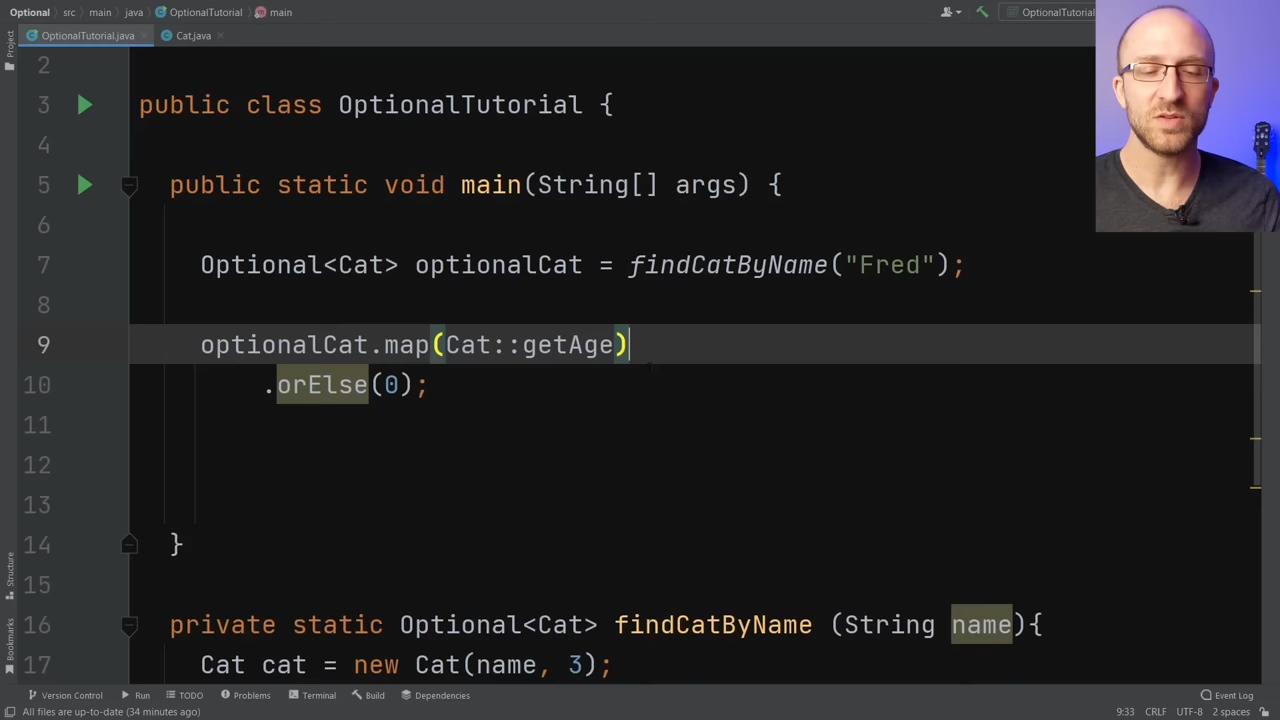 Optional src main java OptionalTutorial main
OptionalTutorial
OptionalTutorial.java Cat.java
Project
2
3 public class OptionalTutorial {
4
5 public static void main(String[] args) {
6
7 Optional<Cat> optionalCat = findCatByName("Fred");
8
9 optionalCat.map(Cat::getAge)
10 .orElse(0);
11
12
13
14 }
15
16 private static Optional<Cat> findCatByName (String name){
17 Cat cat = new Cat(name, 3);
Structure
Bookmarks
Version Control Run TODO Problems Terminal Build Dependencies Event Log
All files are up-to-date (34 minutes ago) 9:33 CRLF UTF-8 2 spaces